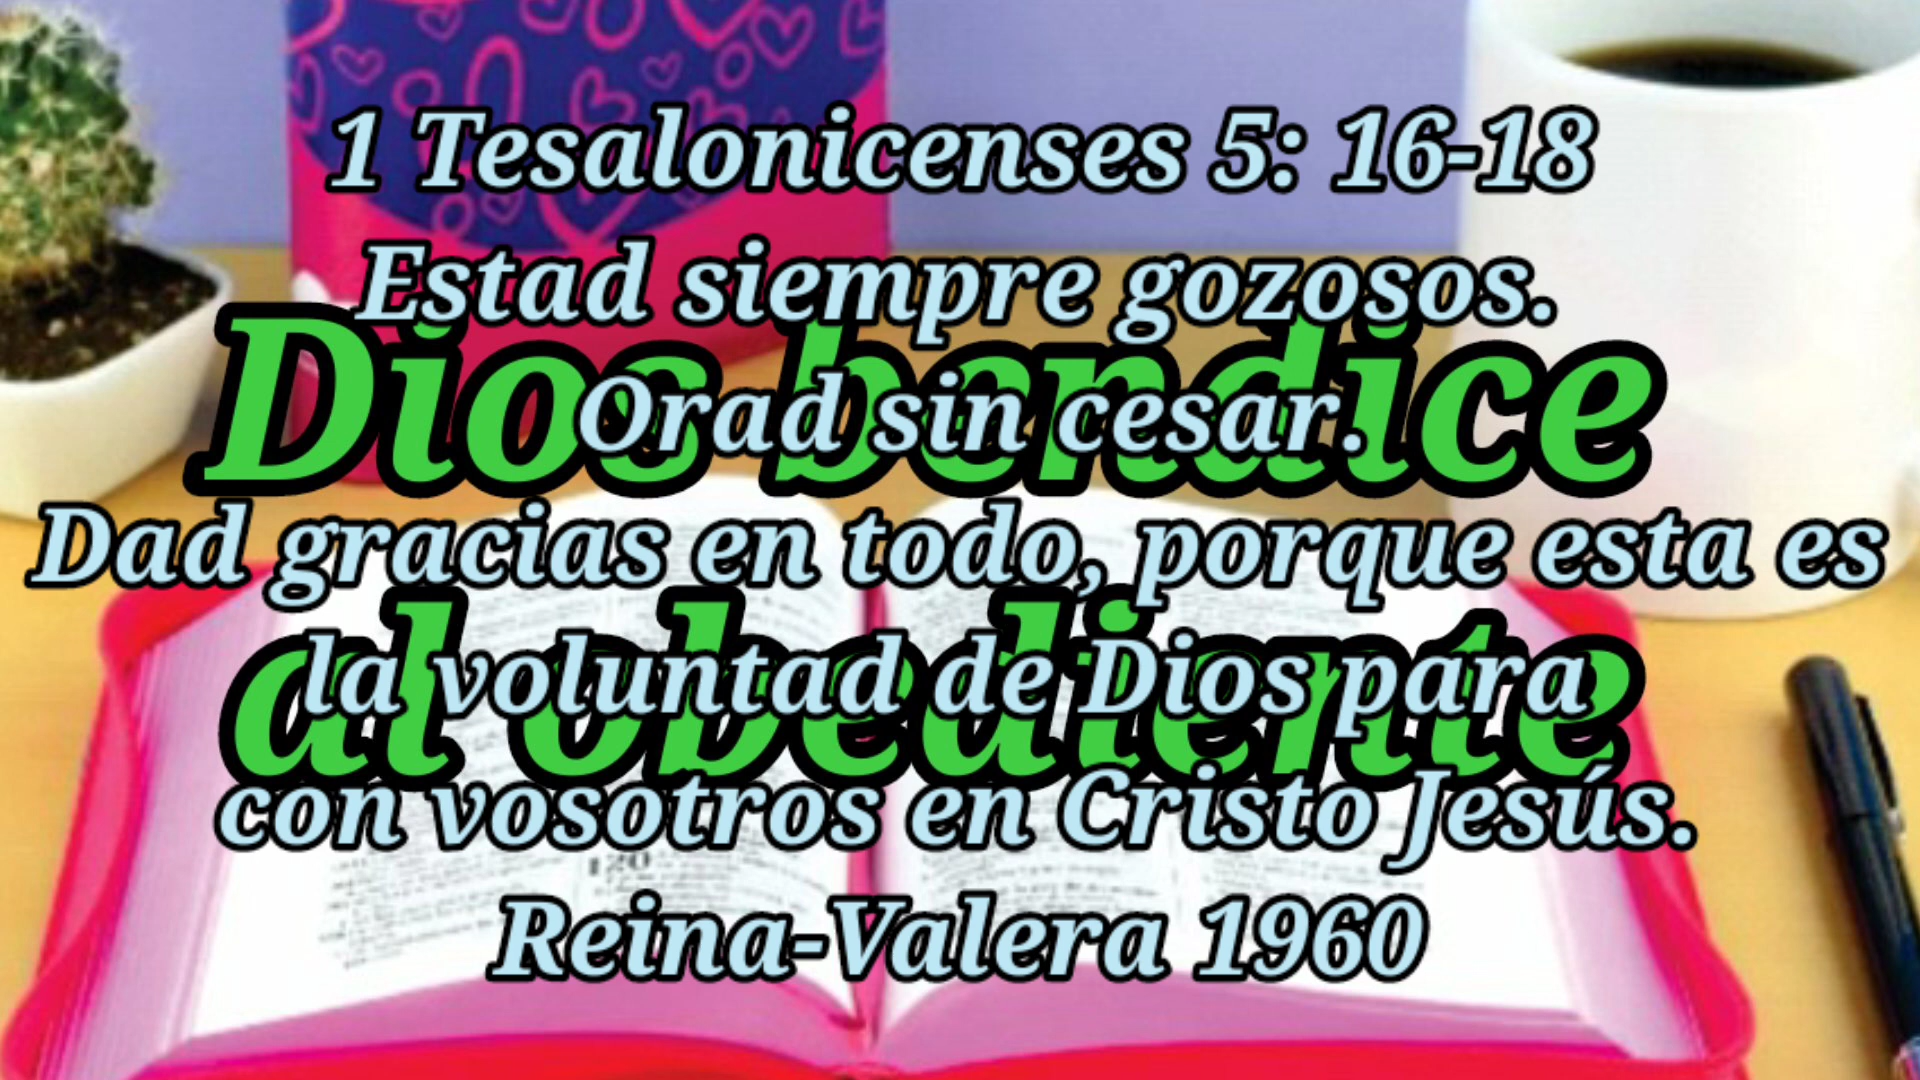 1 Tesalonicenses 5: 16-18
Estad siempre gozosos.
Dios bendice
Orad sin cesar.
Dad gracias en todo, porque esta es
al obediente
la voluntad de Dios para
con vosotros en Cristo Jesús.
120
Reina-Valera 1960